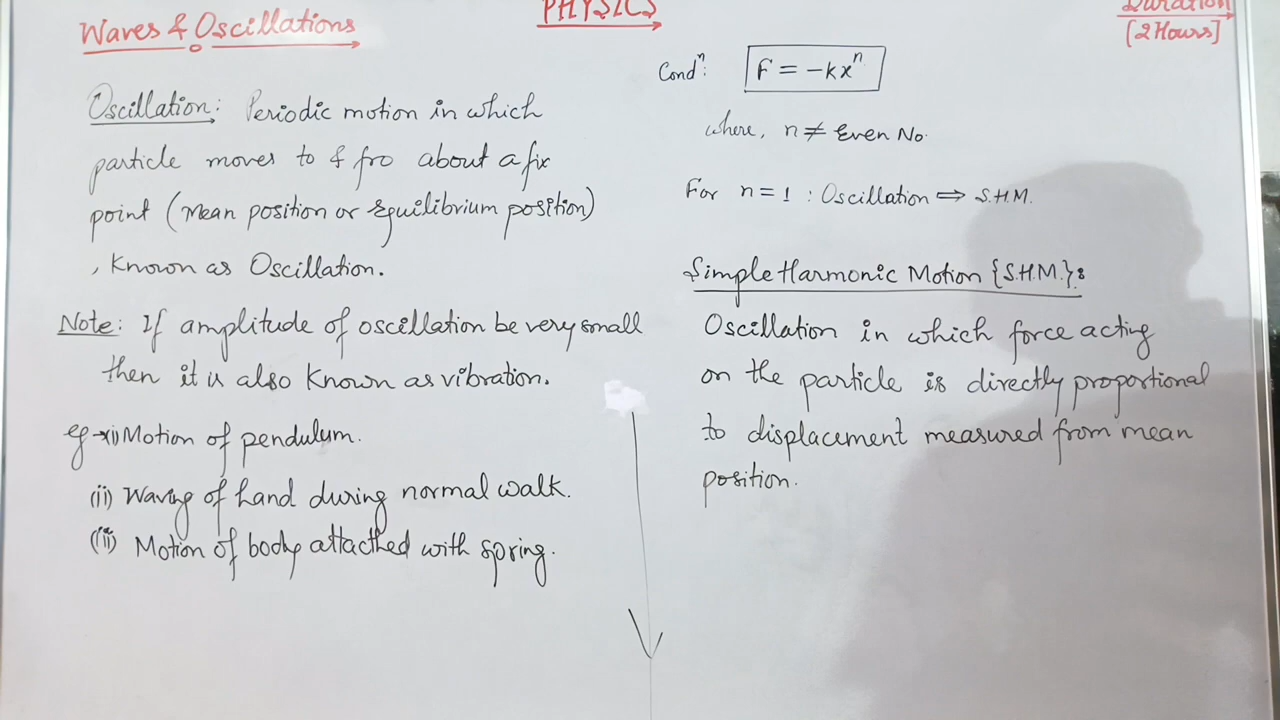 PHYSICS
Duration
[2 Hours]
Waves & Oscillations
Oscillation: Periodic motion in which
particle moves to & fro about a fix
point (Mean position or Equilibrium position)
, Known as Oscillation.
Note: If amplitude of oscillation be very small
then it is also Known as vibration.
eg → (i) Motion of pendulum.
(ii) Waving of hand during normal walk.
(iii) Motion of body attacthed with spring.
Condⁿ: F = -kxⁿ
where, n ≠ Even No.
For n = 1 : Oscillation ⇒ S.H.M.
Simple Harmonic Motion {S.H.M.}:
Oscillation in which force acting
on the particle is directly proportional
to displacement measured from mean
position.